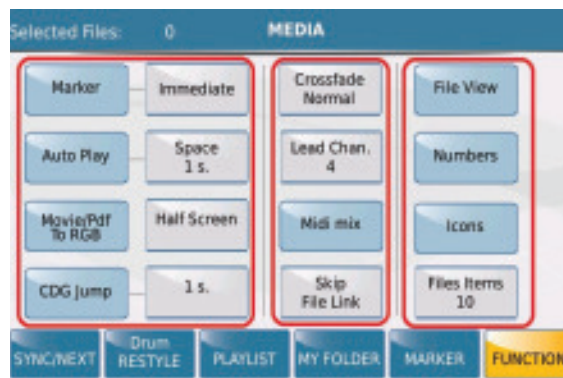 Selected Files: 0 MEDIA
Marker Immediate Crossfade Normal File View
Auto Play Space 1 s. Lead Chan. 4 Numbers
Movie/Pdf To RGB Half Screen Midi mix Icons
CDG Jump 1 s. Skip File Link Files Items 10
SYNC/NEXT Drum RESTYLE PLAYLIST MY FOLDER MARKER FUNCTION